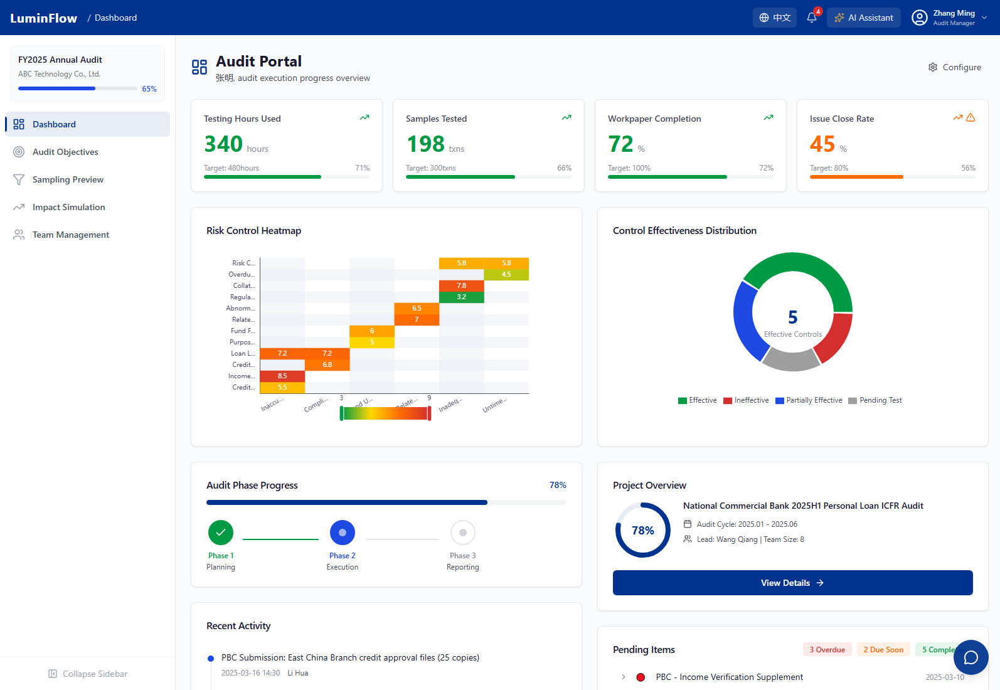 LuminFlow / Dashboard
中文
4
AI Assistant
Zhang Ming
Audit Manager
FY2025 Annual Audit
ABC Technology Co., Ltd.
65%
Dashboard
Audit Objectives
Sampling Preview
Impact Simulation
Team Management
Collapse Sidebar
Audit Portal
张明, audit execution progress overview
Configure
Testing Hours Used
340 hours
Target: 480hours 71%
Samples Tested
198 txns
Target: 300txns 66%
Workpaper Completion
72 %
Target: 100% 72%
Issue Close Rate
45 %
Target: 80% 56%
Risk Control Heatmap
Risk C... 5.8 5.8
Overdu... 4.5
Collat... 7.8
Regula... 3.2
Abnorm... 6.5
Relate... 7
Fund F... 6
Purpos... 5
Loan L... 7.2 7.2
Credit... 6.8
Income... 8.5
Credit... 5.5
Inaccu... Compli... nd U... elate... Inadeq... Untime...
3 9
Control Effectiveness Distribution
5
Effective Controls
Effective Ineffective Partially Effective Pending Test
Audit Phase Progress 78%
Phase 1 Phase 2 Phase 3
Planning Execution Reporting
Project Overview
78%
National Commercial Bank 2025H1 Personal Loan ICFR Audit
Audit Cycle: 2025.01 - 2025.06
Lead: Wang Qiang | Team Size: 8
View Details
Recent Activity
PBC Submission: East China Branch credit approval files (25 copies)
2025-03-16 14:30 Li Hua
Pending Items
3 Overdue 2 Due Soon 5 Comple
PBC - Income Verification Supplement 2025-03-10